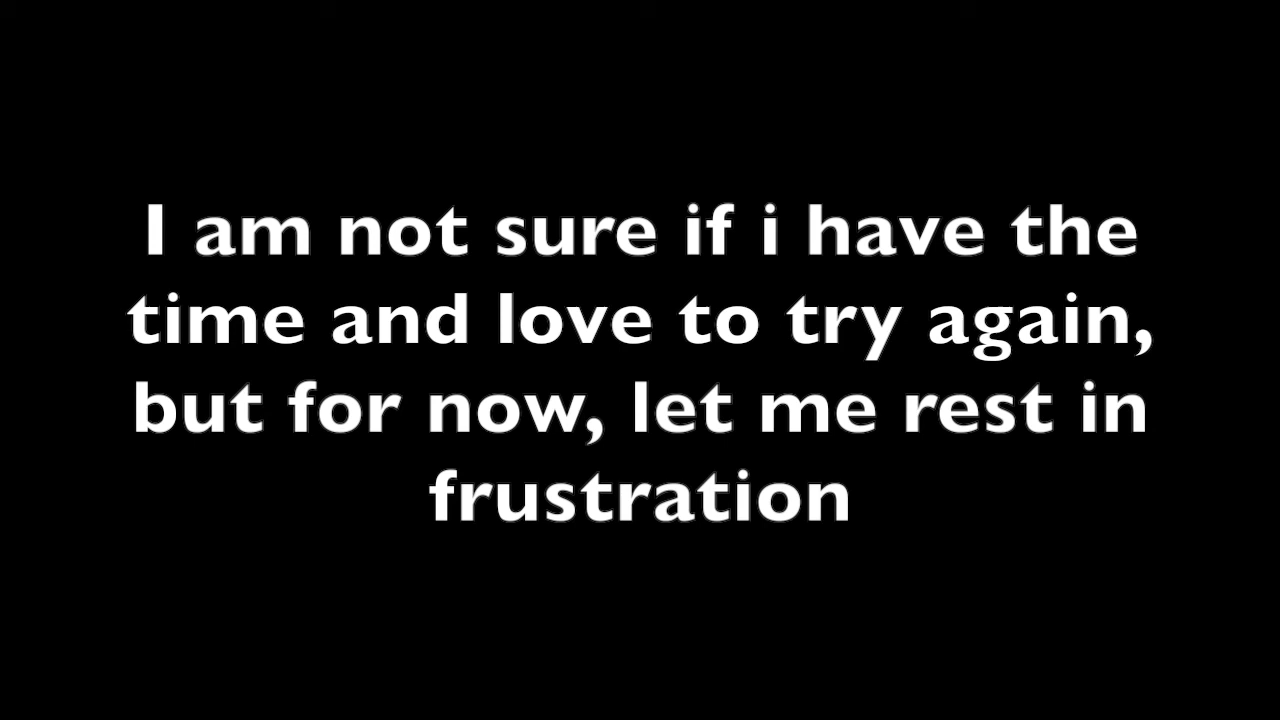 I am not sure if i have the
time and love to try again,
but for now, let me rest in
frustration